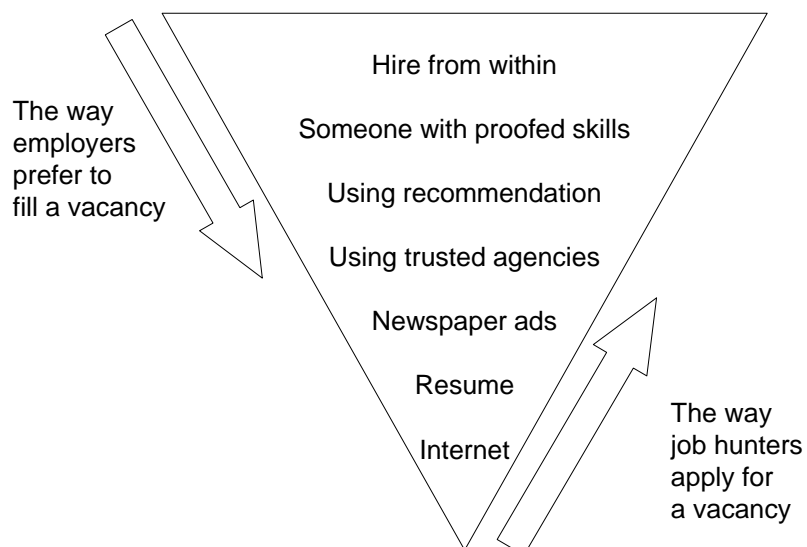 Hire from within
Someone with proofed skills
Using recommendation
Using trusted agencies
Newspaper ads
Resume
Internet
The way
employers
prefer to
fill a vacancy
The way
job hunters
apply for
a vacancy